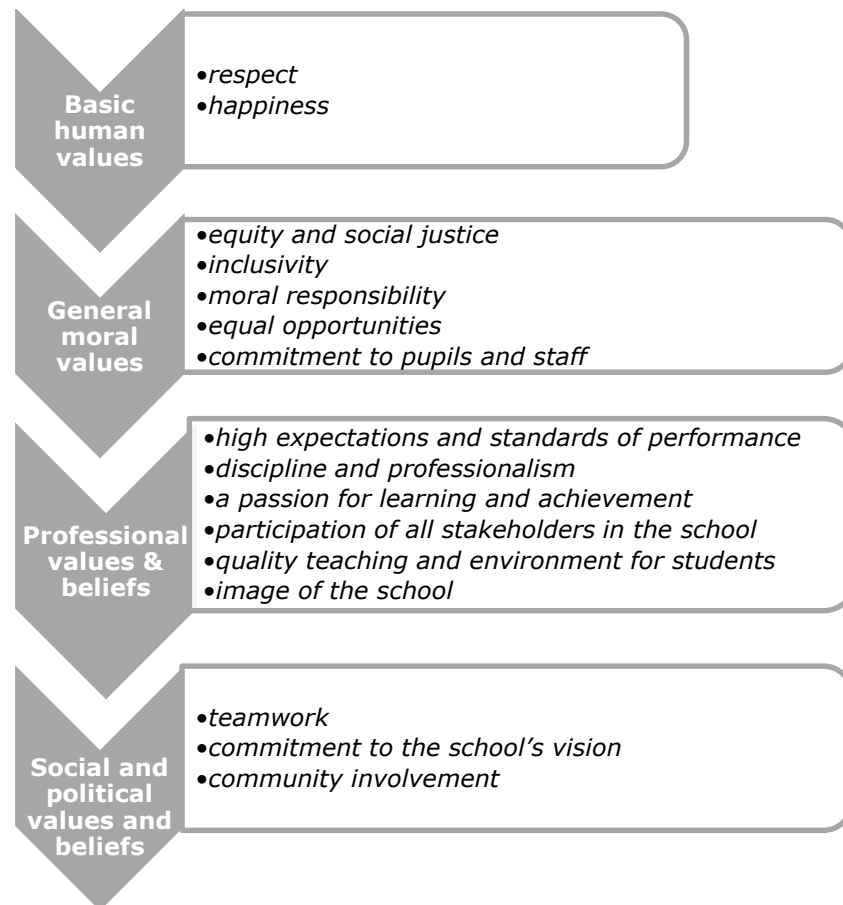 Basic
human
values
•respect
•happiness
General
moral
values
•equity and social justice
•inclusivity
•moral responsibility
•equal opportunities
•commitment to pupils and staff
Professional
values &
beliefs
•high expectations and standards of performance
•discipline and professionalism
•a passion for learning and achievement
•participation of all stakeholders in the school
•quality teaching and environment for students
•image of the school
Social and
political
values and
beliefs
•teamwork
•commitment to the school’s vision
•community involvement